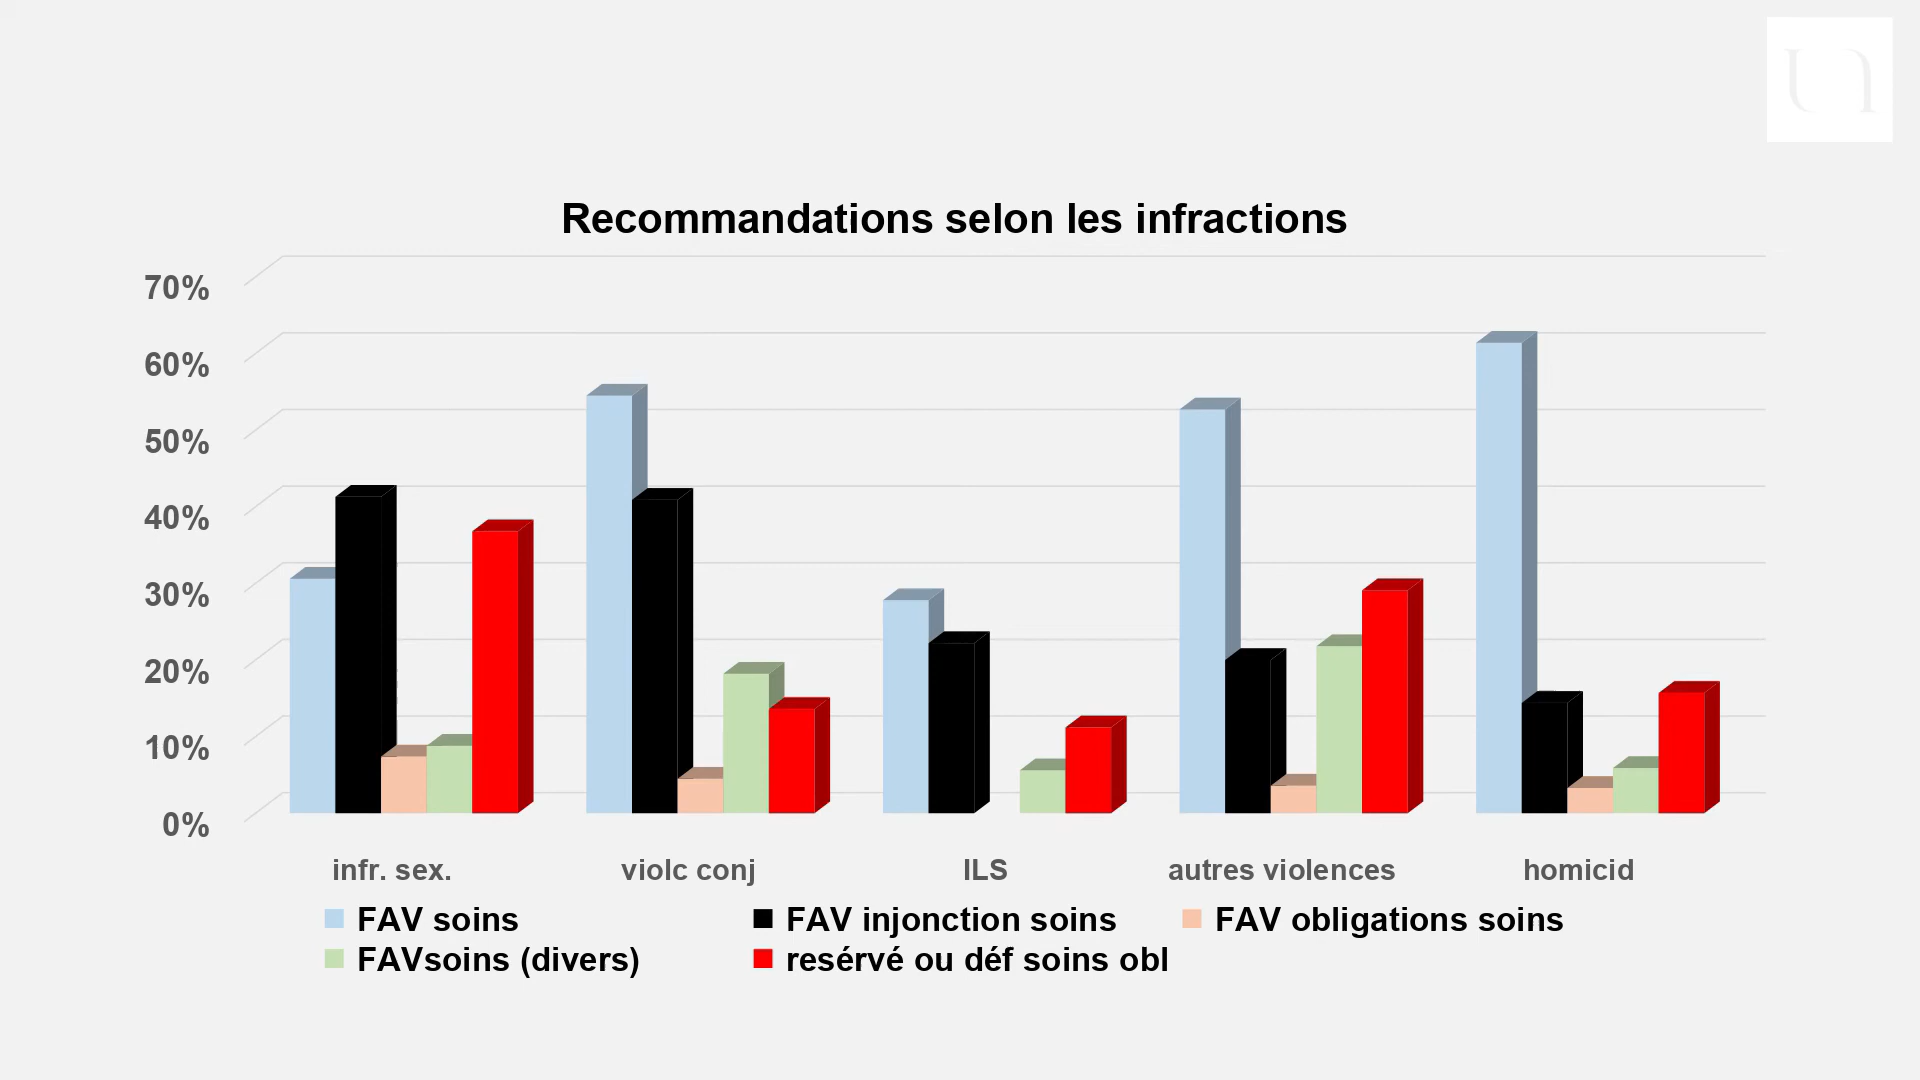 Recommandations selon les infractions
70%
60%
50%
40%
30%
20%
10%
0%
infr. sex. violc conj ILS autres violences homicid
FAV soins FAV injonction soins FAV obligations soins
FAVsoins (divers) resérvé ou déf soins obl